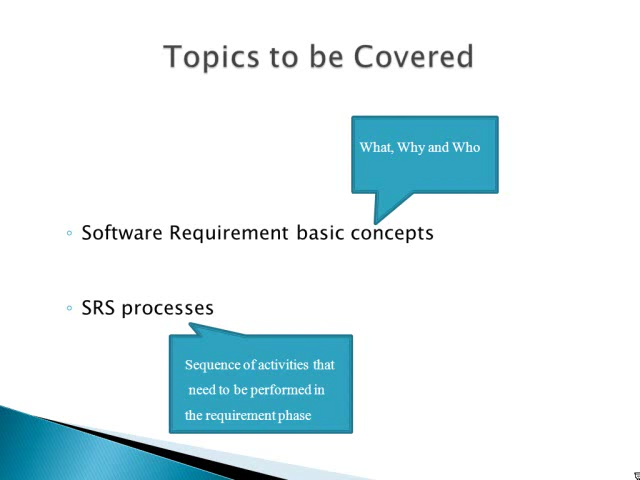 Topics to be Covered
What, Why and Who
Software Requirement basic concepts
SRS processes
Sequence of activities that
need to be performed in
the requirement phase